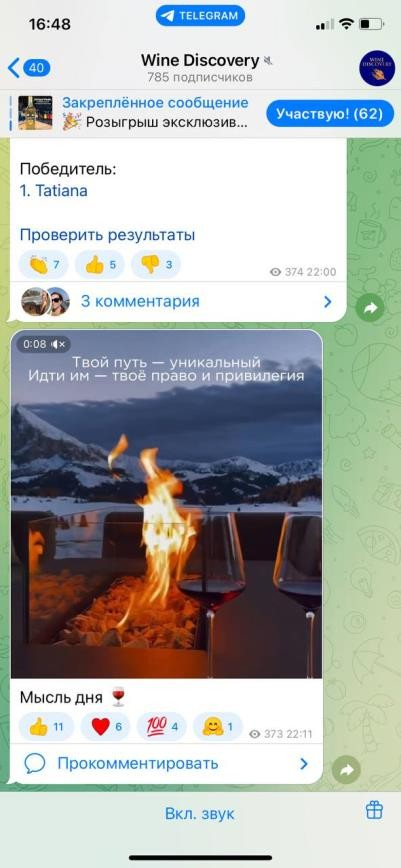 16:48
TELEGRAM
40
Wine Discovery
785 подписчиков
Закреплённое сообщение
Розыгрыш эксклюзив...
Участвую! (62)
Победитель:
1. Tatiana
Проверить результаты
7
5
3
374 22:00
3 комментария
0:08
Твой путь — уникальный
Идти им — твоё право и привилегия
Мысль дня
11
6
100 4
1
373 22:11
Прокомментировать
Вкл. звук